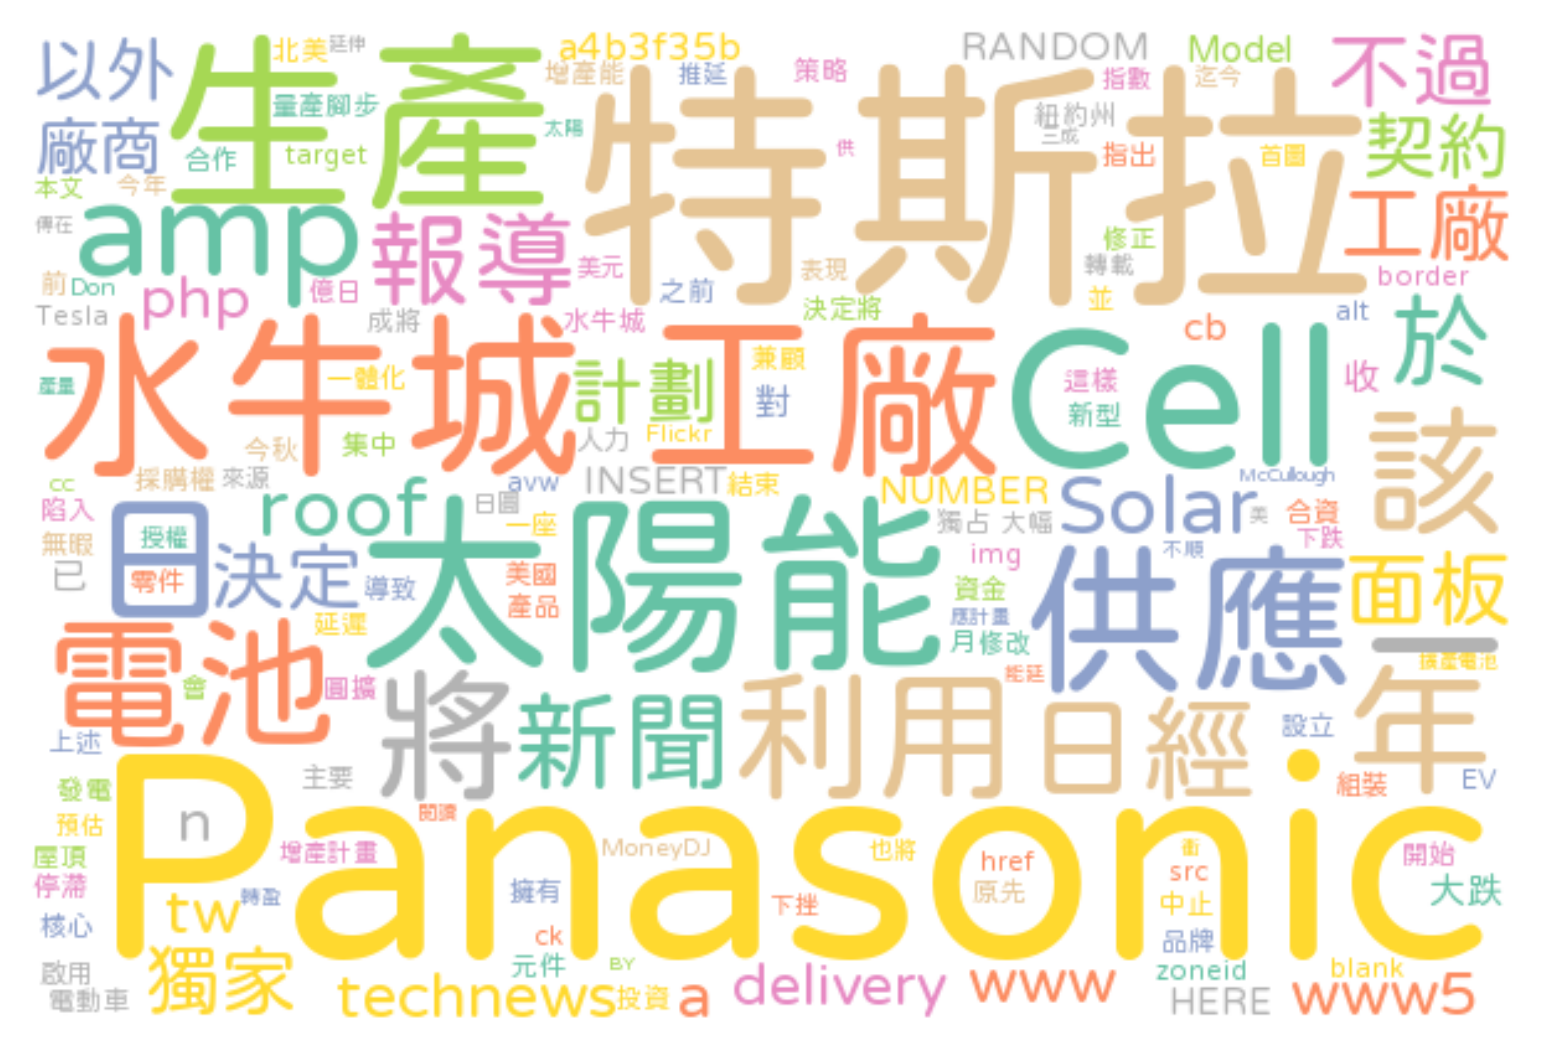 以外 北美 延伸 a4b3f35b RANDOM Model 不過
生產 增產能 推延 策略 指數 迄今
廠商 量產腳步 太陽 特斯拉 紐約州 三成 契約
合作 target 供 指出 首圖
本文 今年 工廠
傳在 amp 報導 美元 修正 轉載 border
前 Don php 億日 之前 表現 並 alt
Tesla 成將 水牛城 決定將 cb 於
水牛城 工廠 Cell
產量 一體化 計劃 兼顧 對 這樣 新型 收
今秋 集中 人力 Flickr 該
cc 採購權 來源 avw INSERT 結束 NUMBER McCullough
陷入 roof 日圓 一座 獨占 大幅 Solar 美 合資
無暇 日 授權 太陽能 img 不順 下跌
已 零件 決定 導致 美國 產品 資金 供應 面板
延遲 應計畫 月修改 一 擴產電池
電池 會 圓擴 能延
上述 將 新聞 利用 日經 設立 年
發電 主要 組裝 EV
預估 n Panasonic 閱讀
屋頂 增產計畫 MoneyDJ 也將 href 衝 src 開始
停滯 tw 轉盈 擁有 下挫 原先 中止 大跌
核心 ck 品牌
啟用 獨家 元件 BY zoneid blank
電動車 technews 投資 a delivery www HERE www5